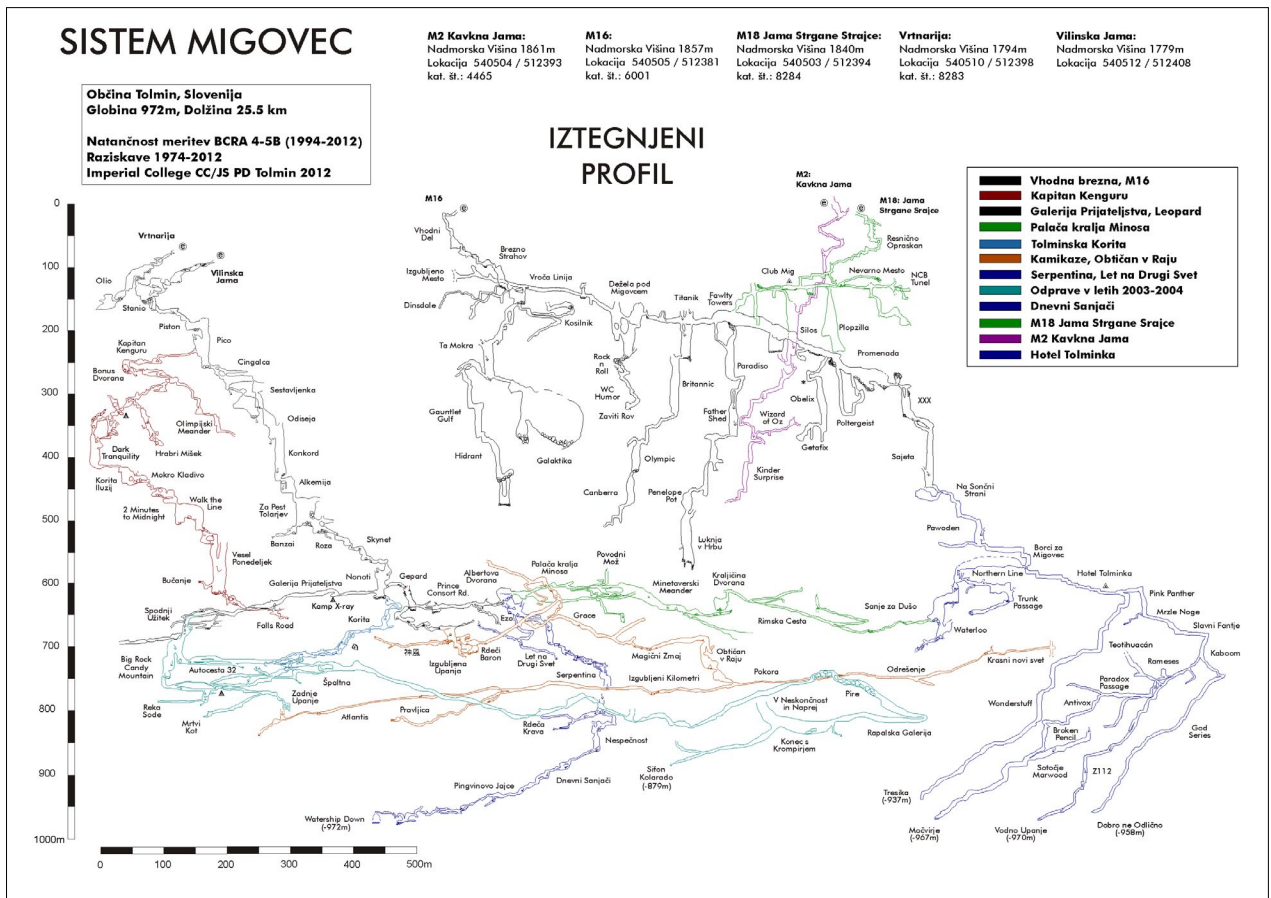 SISTEM MIGOVEC
M2 Kavkna Jama:
Nadmorska Višina 1861m
Lokacija 540504 / 512393
kat. št.: 4465
M16:
Nadmorska Višina 1857m
Lokacija 540505 / 512381
kat. št.: 6001
M18 Jama Strgane Srajce:
Nadmorska Višina 1840m
Lokacija 540503 / 512394
kat. št.: 8284
Vrtnarija:
Nadmorska Višina 1794m
Lokacija 540510 / 512398
kat. št.: 8283
Vilinska Jama:
Nadmorska Višina 1779m
Lokacija 540512 / 512408
Občina Tolmin, Slovenija
Globina 972m, Dolžina 25.5 km
Natančnost meritev BCRA 4-5B (1994-2012)
Raziskave 1974-2012
Imperial College CC/JS PD Tolmin 2012
IZTEGNJENI
PROFIL
Vhodna brezna, M16
Kapitan Kenguru
Galerija Prijateljstva, Leopard
Palača kralja Minosa
Tolminska Korita
Kamikaze, Obtičan v Raju
Serpentina, Let na Drugi Svet
Odprave v letih 2003-2004
Dnevni Sanjači
M18 Jama Strgane Srajce
M2 Kavkna Jama
Hotel Tolminka
0
100
200
300
400
500
600
700
800
900
1000m
M16
M2:
Kavkna Jama
M18: Jama
Strgane Srajce
Vrtnarija
Vilinska
Jama
Olio
Stanio
Piston
Pico
Kapitan
Kenguru
Bonus
Dvorana
Cingalca
Sestavljenka
Odiseja
Olimpijski
Meander
Hrabri Mišek
Dark
Tranquility
Konkord
Korita
Iluzij
Mokro Kladivo
Alkemija
2 Minutes
to Midnight
Walk the
Line
Za Pest
Tolarjev
Banzai
Roza
Skynet
Vesel
Ponedeljek
Bučanje
Galerija Prijateljstva
Nonoti
Gepard
Kamp X-ray
Spodnji
Užitek
Falls Road
Korita
Big Rock
Candy
Mountain
Autocesta 32
Špaltna
Reka
Sode
Mrtvi
Kot
Zadnje
Upanje
Atlantis
Pravljica
Vhodni
Del
Brezno
Strahov
Izgubljeno
Mesto
Vroča Linija
Dinsdale
Kosilnik
Ta Mokra
Dežela pod
Migovcem
Titanik
Fawlty
Towers
Club Mig
Resnično
Opraskan
Nevarno Mesto
NCB
Tunel
Silos
Plopzilla
Promenada
Rock
n
Roll
WC
Humor
Zaviti Rov
Britannic
Paradiso
Obelix
Father
Shed
Wizard
of Oz
Poltergeist
XXX
Getafix
Gauntlet
Gulf
Hidrant
Galaktika
Olympic
Kinder
Surprise
Sajeta
Canberra
Penelope
Pot
Luknja
v Hrbu
Na Sončni
Strani
Pawoden
Borci za
Migovec
Povodni
Mož
Palača kralja
Minosa
Albertova
Dvorana
Prince
Consort Rd.
Minetaverski
Meander
Kraljičina
Dvorana
Northern Line
Hotel Tolminka
Trunk
Passage
Pink Panther
Mrzle Noge
Slavni Fantje
Ezo
Grace
Rimska Cesta
Sanje za Dušo
Waterloo
神風
Izgubljena
Upanja
Rdeči
Baron
Let na
Drugi Svet
Magični Zmaj
Obtičan
v Raju
Serpentina
Izgubljeni Kilometri
Pokora
Odrešenje
Krasni novi svet
Teotihuacán
Rameses
Kaboom
Paradox
Passage
V Neskončnost
in Naprej
Pire
Wonderstuff
Antivox
Rdeča
Krava
Nespečnost
Konec s
Krompirjem
Rapalska Galerija
Broken
Pencil
God
Series
Sotočje
Marwood
Z112
Dnevni Sanjači
Pingvinovo Jajce
Sifon
Kolarado
(-879m)
Watership Down
(-972m)
Tresika
(-937m)
Močvirje
(-967m)
Vodno Upanje
(-970m)
Dobro ne Odlično
(-958m)
0
100
200
300
400
500m